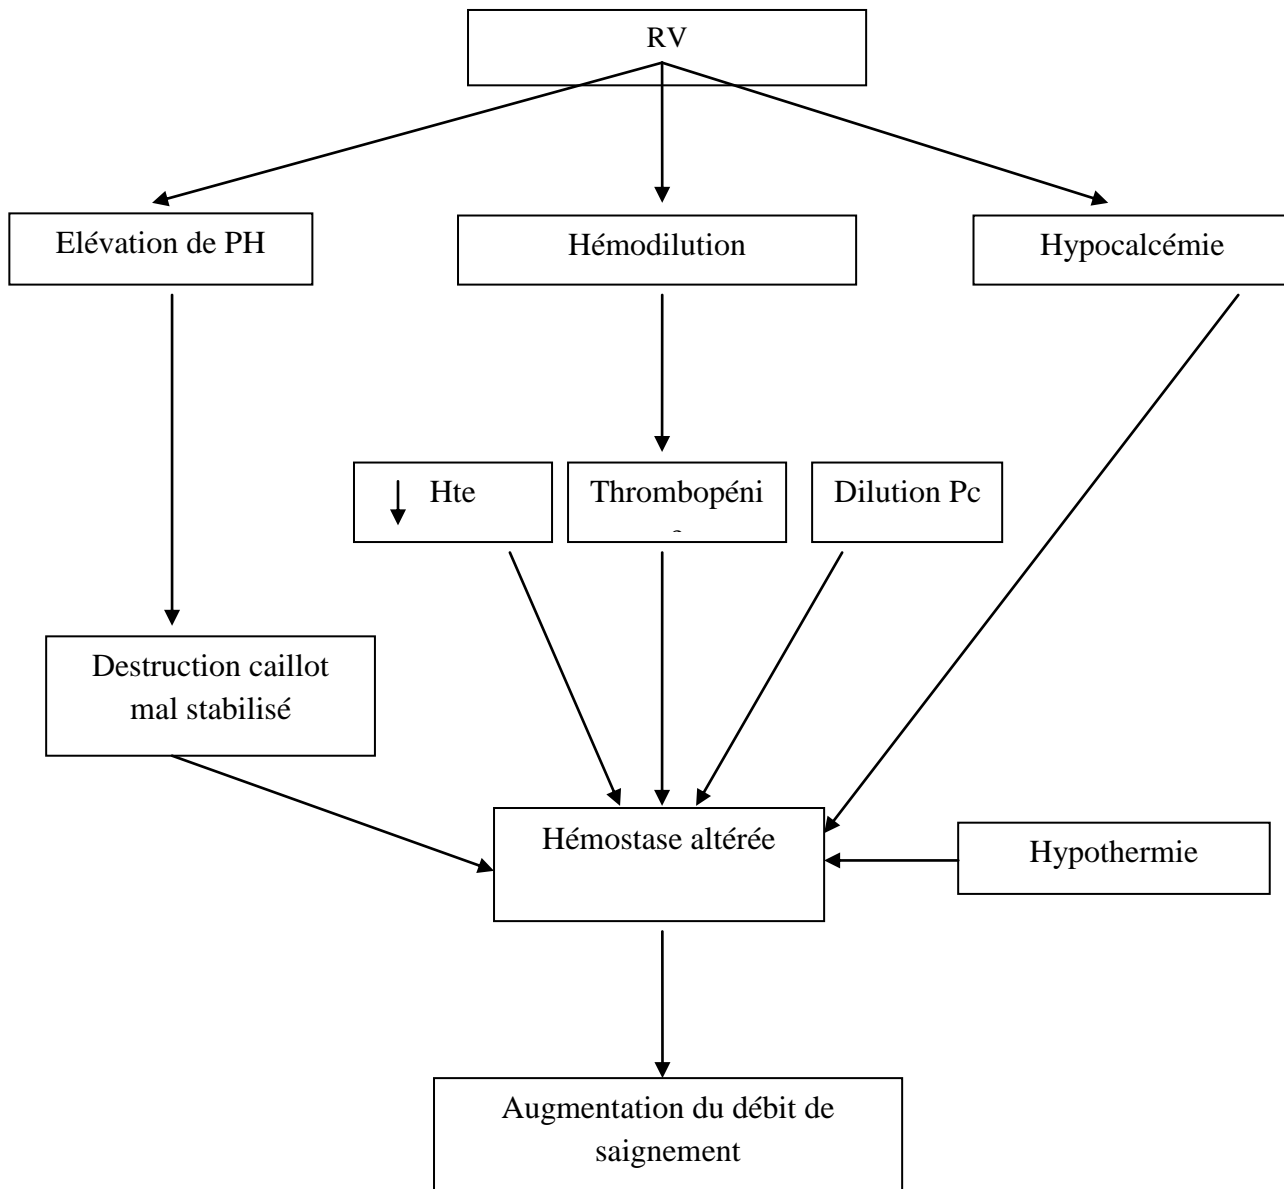 RV
Elévation de PH
Hémodilution
Hypocalcémie
Hte
Thrombopéni
Dilution Pc
Destruction caillot
mal stabilisé
Hémostase altérée
Hypothermie
Augmentation du débit de
saignement